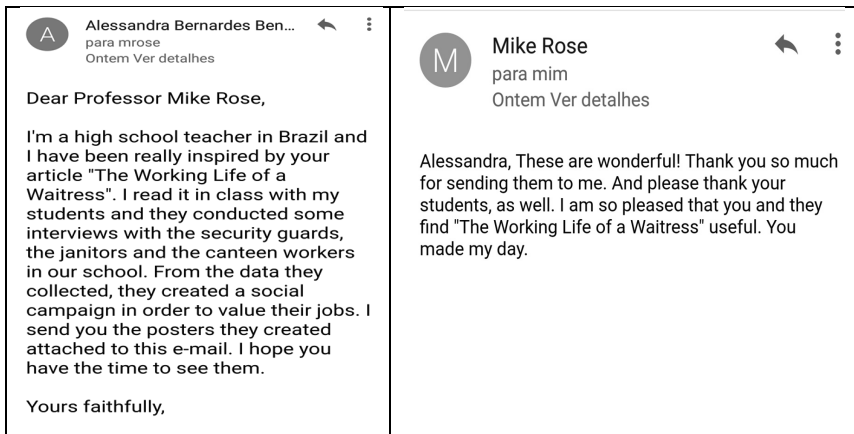 A
Alessandra Bernardes Ben...
para mrose
Ontem Ver detalhes
Dear Professor Mike Rose,
I'm a high school teacher in Brazil and
I have been really inspired by your
article "The Working Life of a
Waitress". I read it in class with my
students and they conducted some
interviews with the security guards,
the janitors and the canteen workers
in our school. From the data they
collected, they created a social
campaign in order to value their jobs. I
send you the posters they created
attached to this e-mail. I hope you
have the time to see them.
Yours faithfully,
M
Mike Rose
para mim
Ontem Ver detalhes
Alessandra, These are wonderful! Thank you so much
for sending them to me. And please thank your
students, as well. I am so pleased that you and they
find "The Working Life of a Waitress" useful. You
made my day.